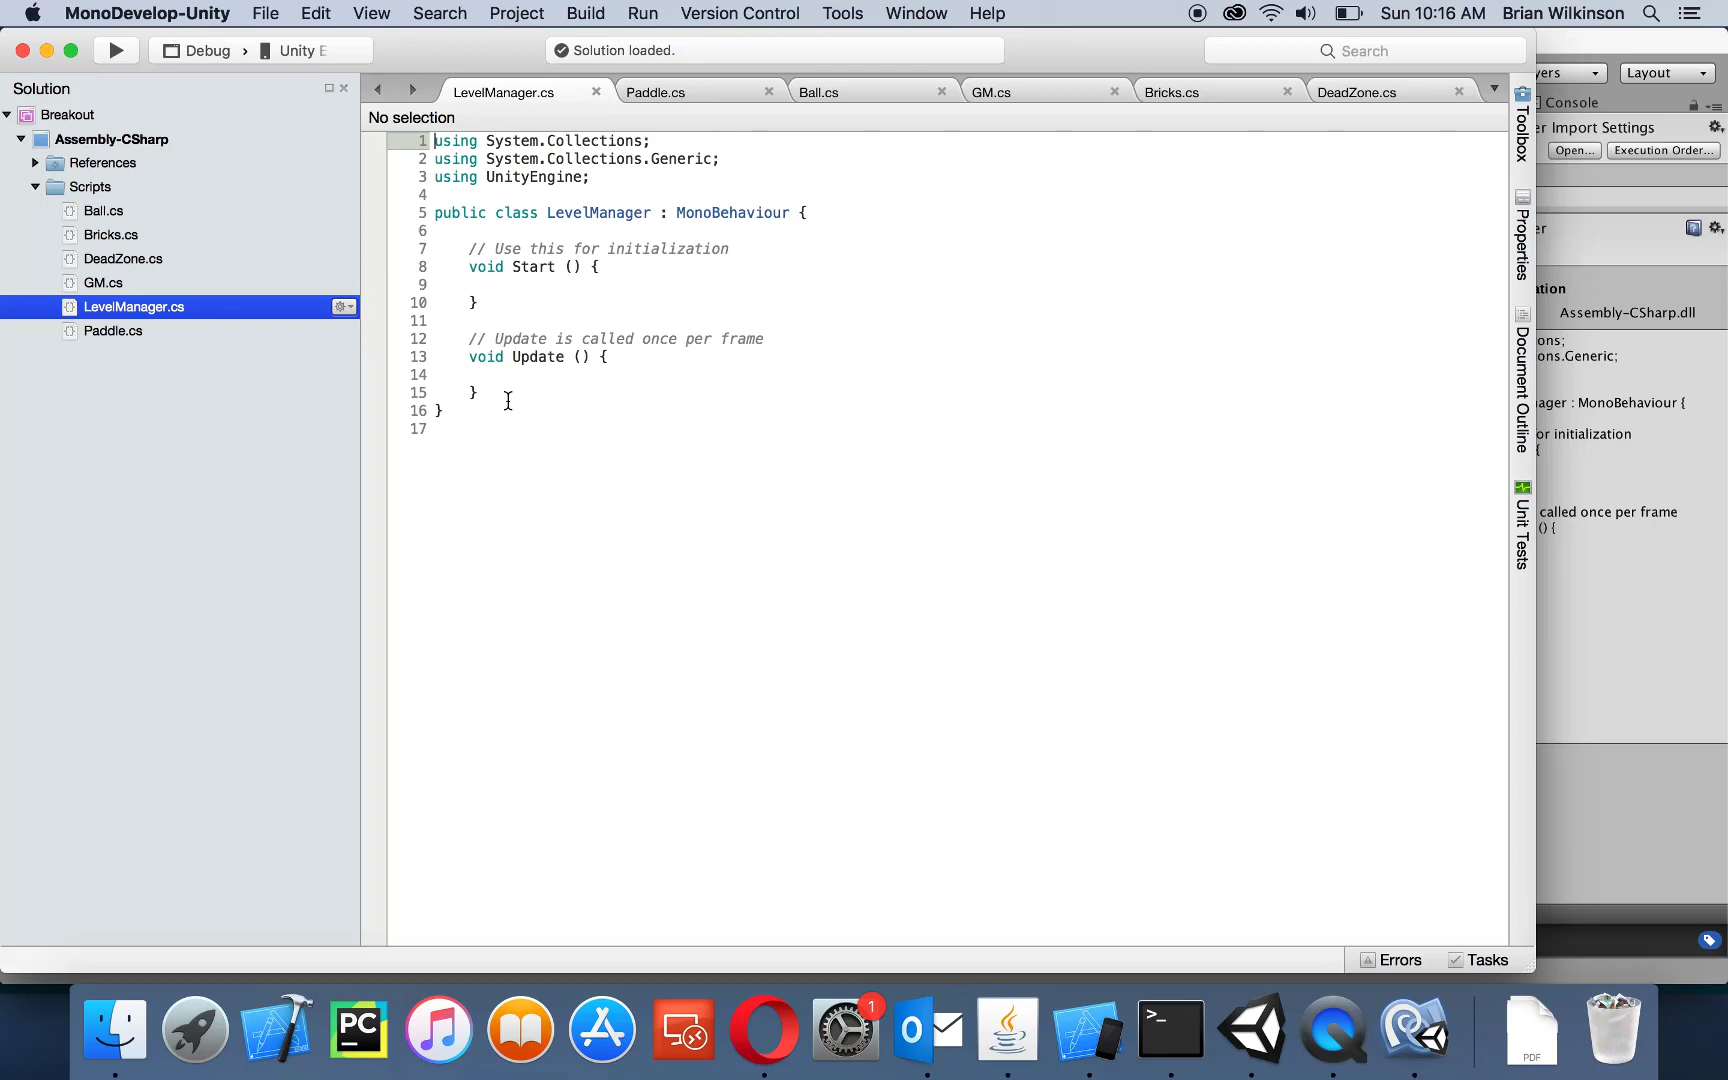 MonoDevelop-Unity File Edit View Search Project Build Run Version Control Tools Window Help Sun 10:16 AM Brian Wilkinson
Debug › Unity E Solution loaded. Search
Solution
Breakout
Assembly-CSharp
References
Scripts
Ball.cs
Bricks.cs
DeadZone.cs
GM.cs
LevelManager.cs
Paddle.cs
LevelManager.cs Paddle.cs Ball.cs GM.cs Bricks.cs DeadZone.cs
No selection
1 using System.Collections;
2 using System.Collections.Generic;
3 using UnityEngine;
4
5 public class LevelManager : MonoBehaviour {
6
7 // Use this for initialization
8 void Start () {
9
10 }
11
12 // Update is called once per frame
13 void Update () {
14
15 }
16 }
17
Toolbox
Properties
Document Outline
Unit Tests
Errors Tasks
yers Layout
Console
er Import Settings
Open... Execution Order...
er
ation
Assembly-CSharp.dll
ons;
ons.Generic;
ager : MonoBehaviour {
or initialization
{
called once per frame
() {
PC
1
O
>_
PDF